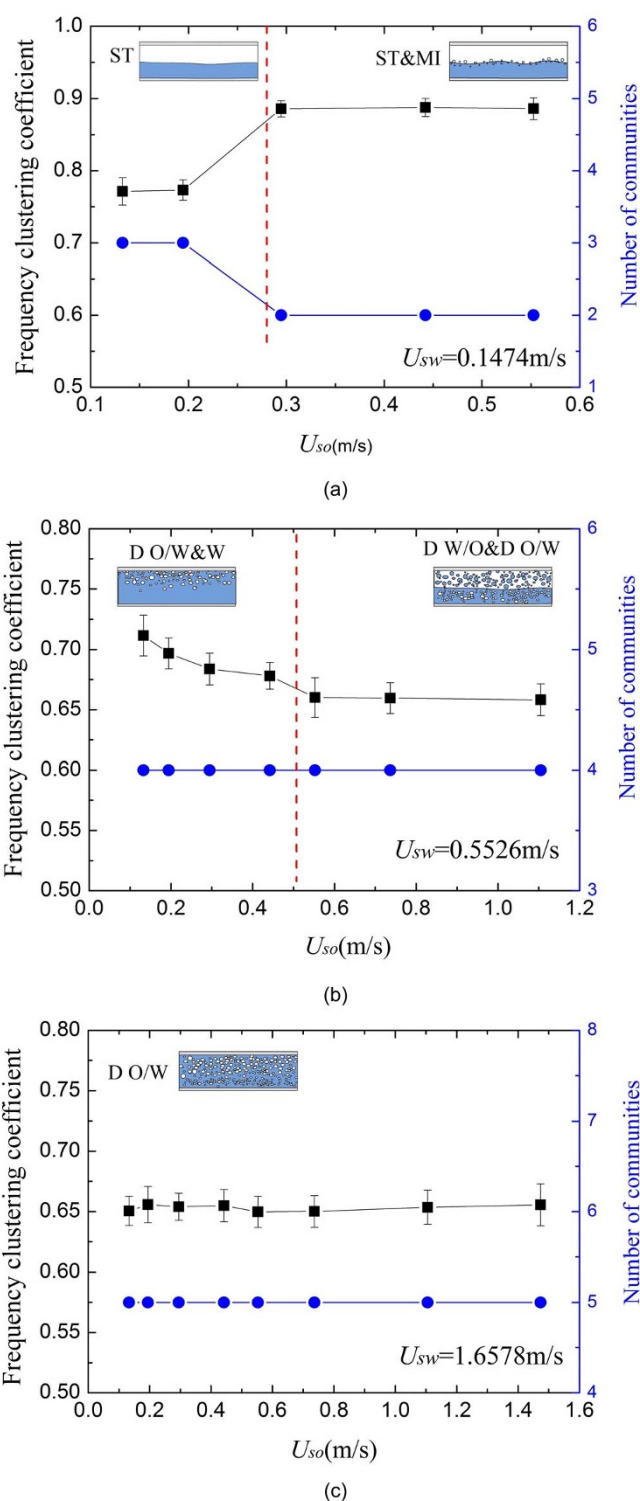 ST
ST&MI
Frequency clustering coefficient
1.0
0.9
0.8
0.7
0.6
0.5
6
5
4
3
2
1
Number of communities
Usw=0.1474m/s
0.1 0.2 0.3 0.4 0.5 0.6
Uso(m/s)
(a)
D O/W&W
D W/O&D O/W
Frequency clustering coefficient
0.80
0.75
0.70
0.65
0.60
0.55
0.50
6
5
4
3
Number of communities
Usw=0.5526m/s
0.0 0.2 0.4 0.6 0.8 1.0 1.2
Uso(m/s)
(b)
D O/W
Frequency clustering coefficient
0.80
0.75
0.70
0.65
0.60
0.55
0.50
8
7
6
5
4
Number of communities
Usw=1.6578m/s
0.0 0.2 0.4 0.6 0.8 1.0 1.2 1.4 1.6
Uso(m/s)
(c)